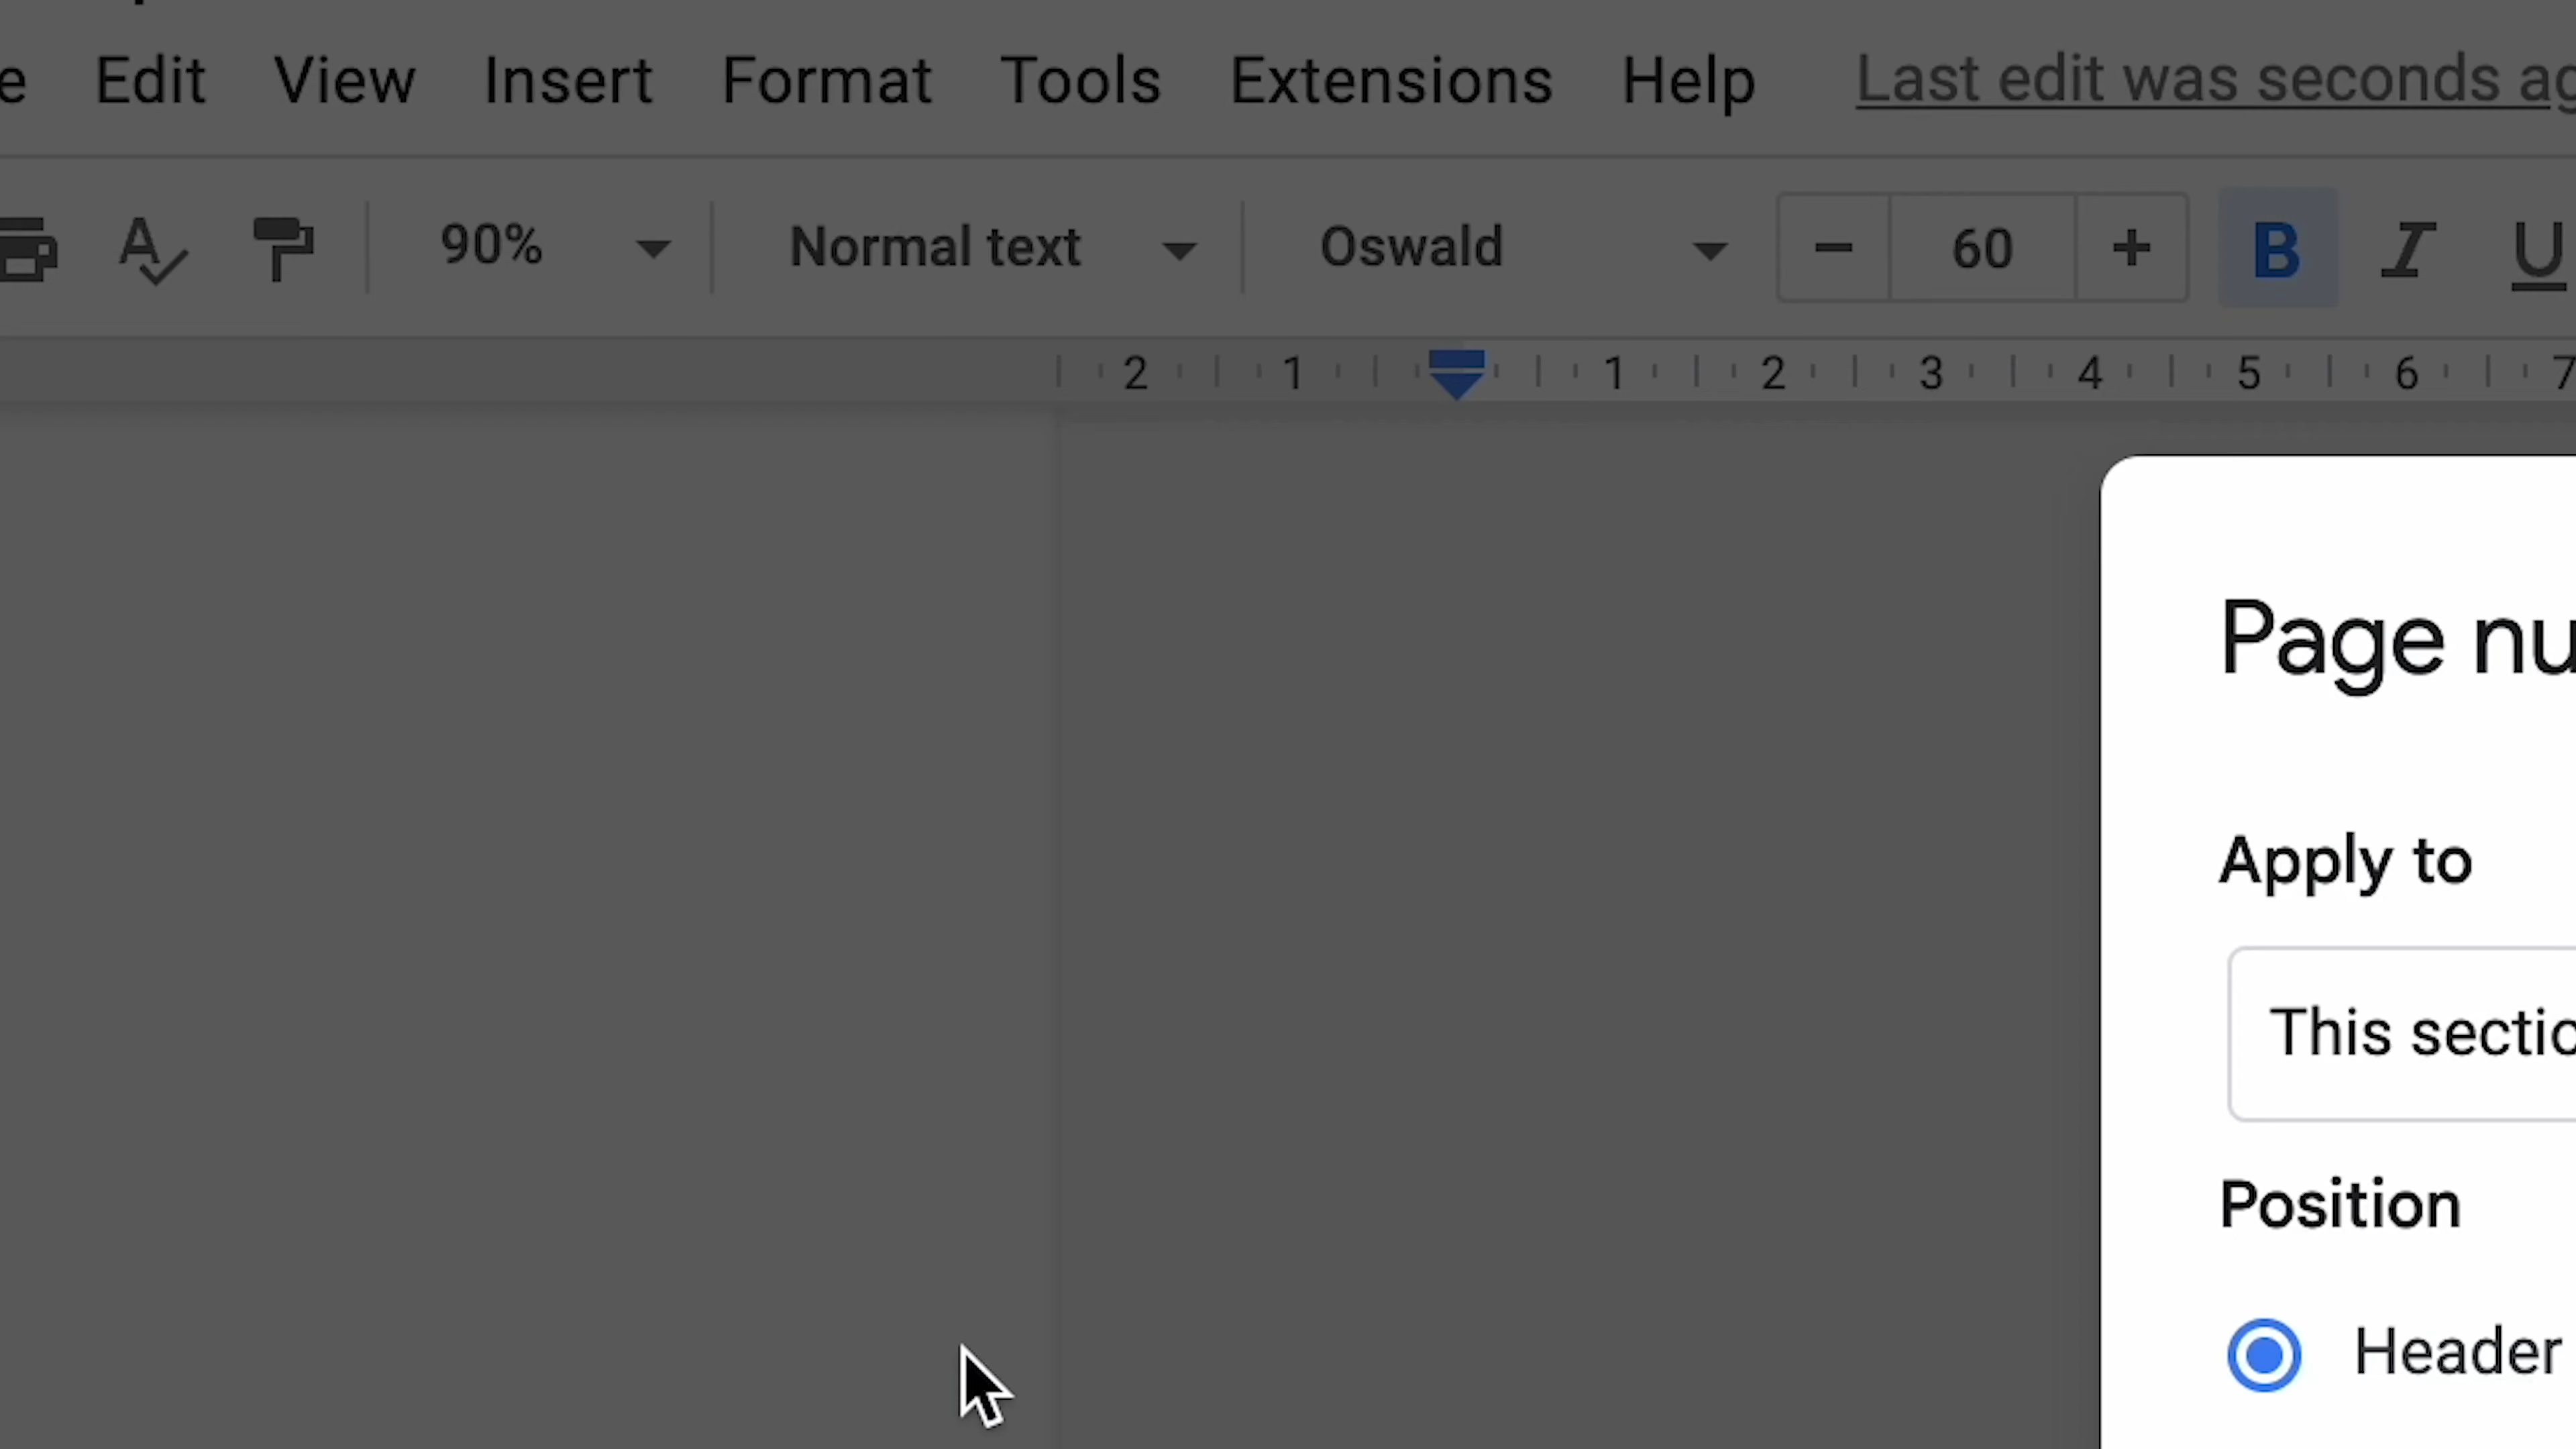 e Edit View Insert Format Tools Extensions Help Last edit was seconds ag
90% Normal text Oswald − 60 + B I U
2 1 1 2 3 4 5 6 7
Page nu
Apply to
This sectio
Position
Header